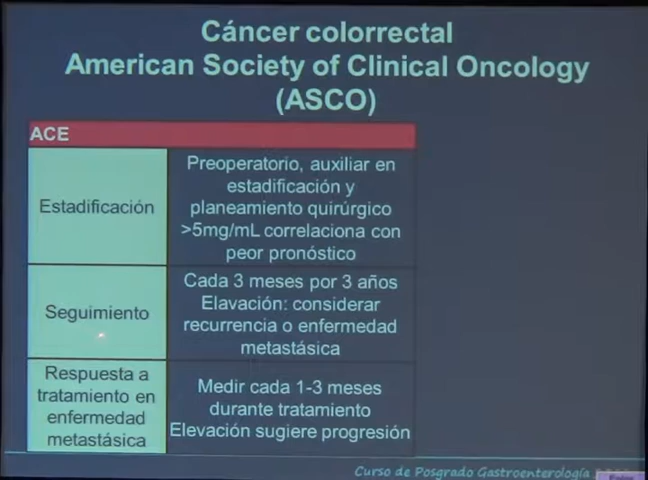 Cáncer colorrectal
American Society of Clinical Oncology
(ASCO)
ACE
Estadificación
Preoperatorio, auxiliar en
estadificación y
planeamiento quirúrgico
>5mg/mL correlaciona con
peor pronóstico
Seguimiento
Cada 3 meses por 3 años
Elavación: considerar
recurrencia o enfermedad
metastásica
Respuesta a
tratamiento en
enfermedad
metastásica
Medir cada 1-3 meses
durante tratamiento
Elevación sugiere progresión
Curso de Posgrado Gastroenterología